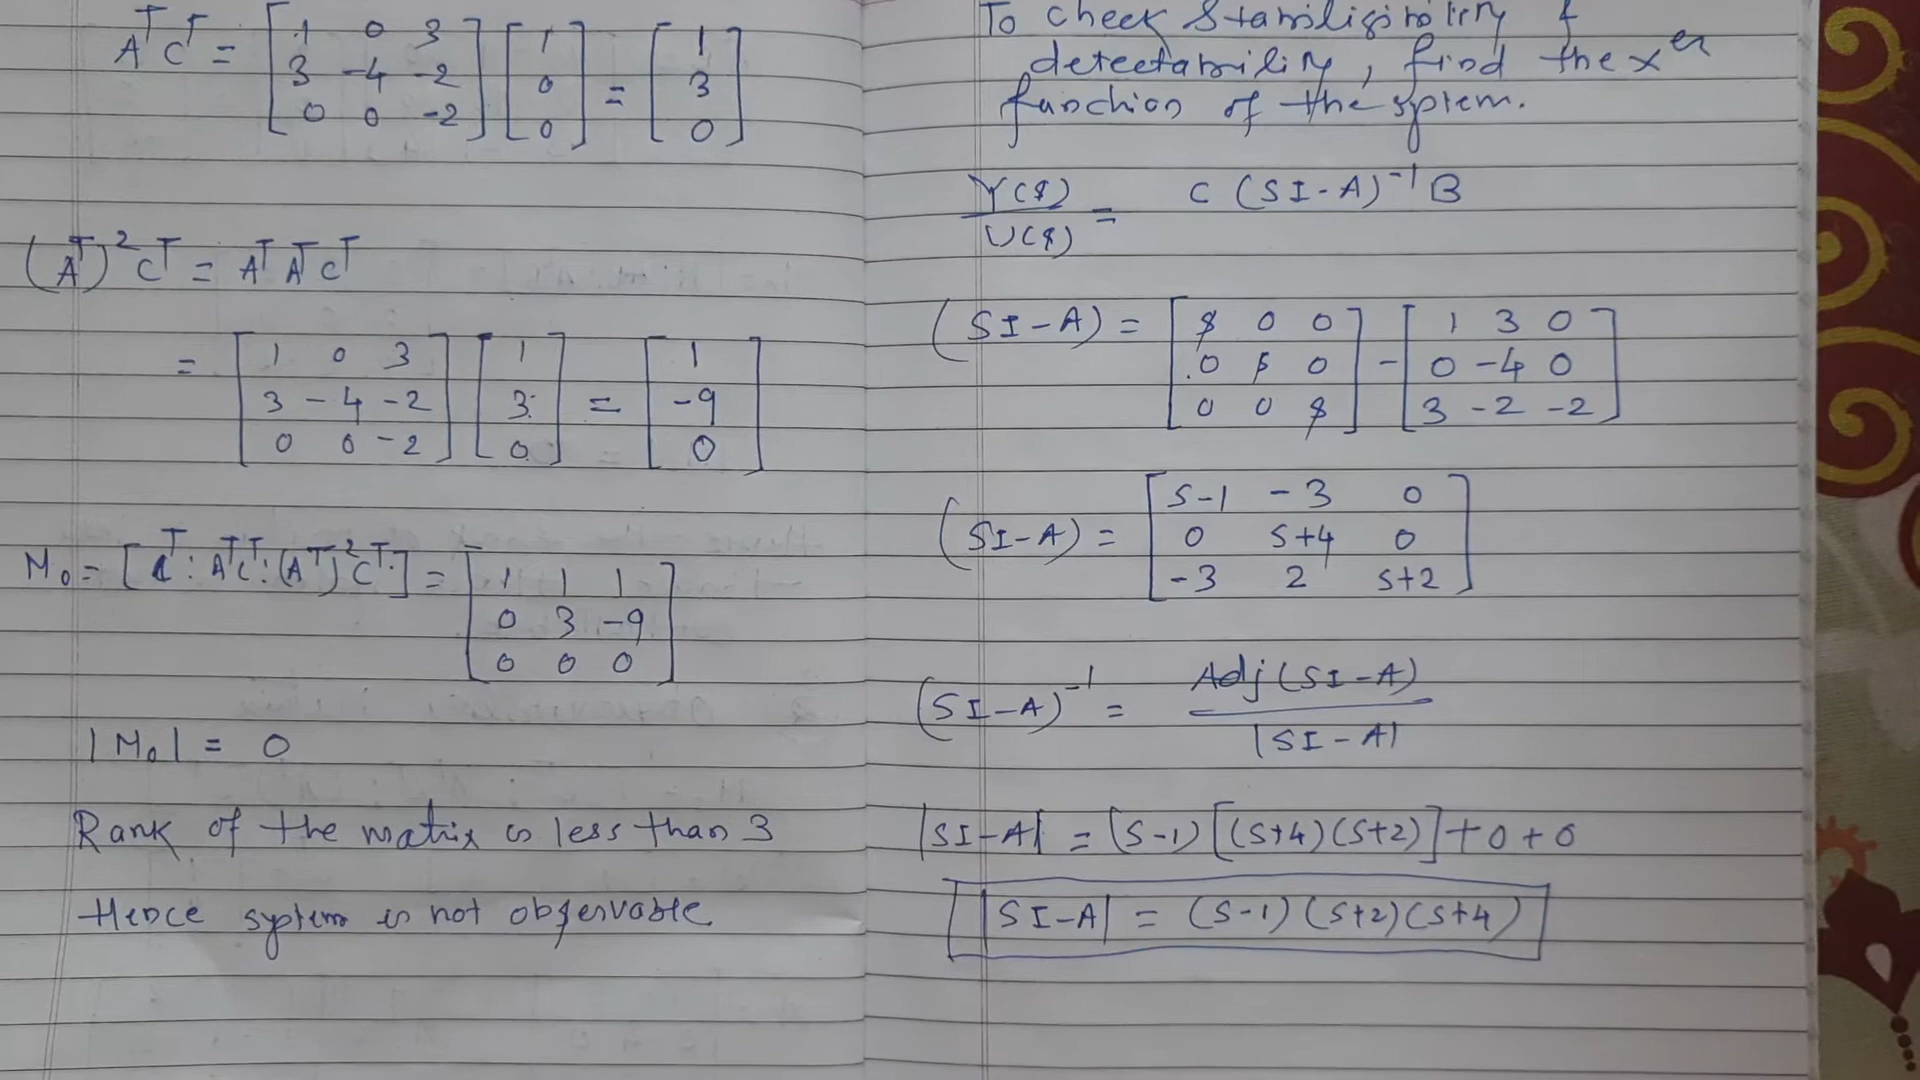 AᵀCᵀ = [1 0 3; 3 -4 -2; 0 0 -2] [1; 0; 0] = [1; 3; 0]
(Aᵀ)²Cᵀ = AᵀAᵀCᵀ
= [1 0 3; 3 -4 -2; 0 0 -2] [1; 3; 0] = [1; -9; 0]
M₀ = [Cᵀ : AᵀCᵀ : (Aᵀ)²Cᵀ] = [1 1 1; 0 3 -9; 0 0 0]
|M₀| = 0
Rank of the matrix is less than 3
Hence system is not observable
To check Stabilizibility &
detectability, find the x^er
function of the system.
Y(s)/U(s) = C (SI-A)⁻¹ B
(SI-A) = [s 0 0; 0 s 0; 0 0 s] - [1 3 0; 0 -4 0; 3 -2 -2]
(SI-A) = [S-1 -3 0; 0 S+4 0; -3 2 S+2]
(SI-A)⁻¹ = Adj(SI-A)/|SI-A|
|SI-A| = (S-1)[(S+4)(S+2)]+0+0
|SI-A| = (S-1)(S+2)(S+4)